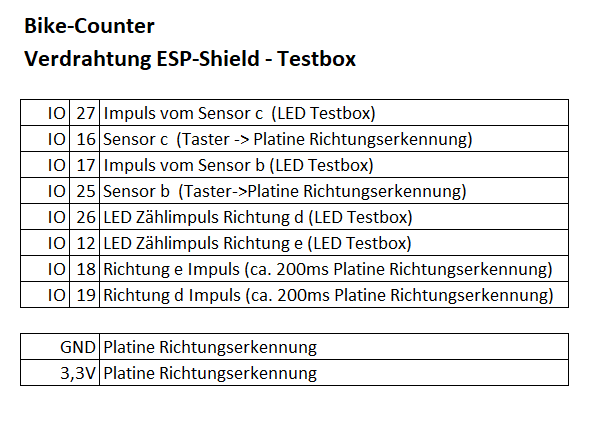 Bike-Counter
Verdrahtung ESP-Shield - Testbox
IO 27 Impuls vom Sensor c  (LED Testbox)
IO 16 Sensor c  (Taster -> Platine Richtungserkennung)
IO 17 Impuls vom Sensor b (LED Testbox)
IO 25 Sensor b  (Taster->Platine Richtungserkennung)
IO 26 LED Zählimpuls Richtung d (LED Testbox)
IO 12 LED Zählimpuls Richtung e (LED Testbox)
IO 18 Richtung e Impuls (ca. 200ms Platine Richtungserkennung)
IO 19 Richtung d Impuls (ca. 200ms Platine Richtungserkennung)
GND Platine Richtungserkennung
3,3V Platine Richtungserkennung